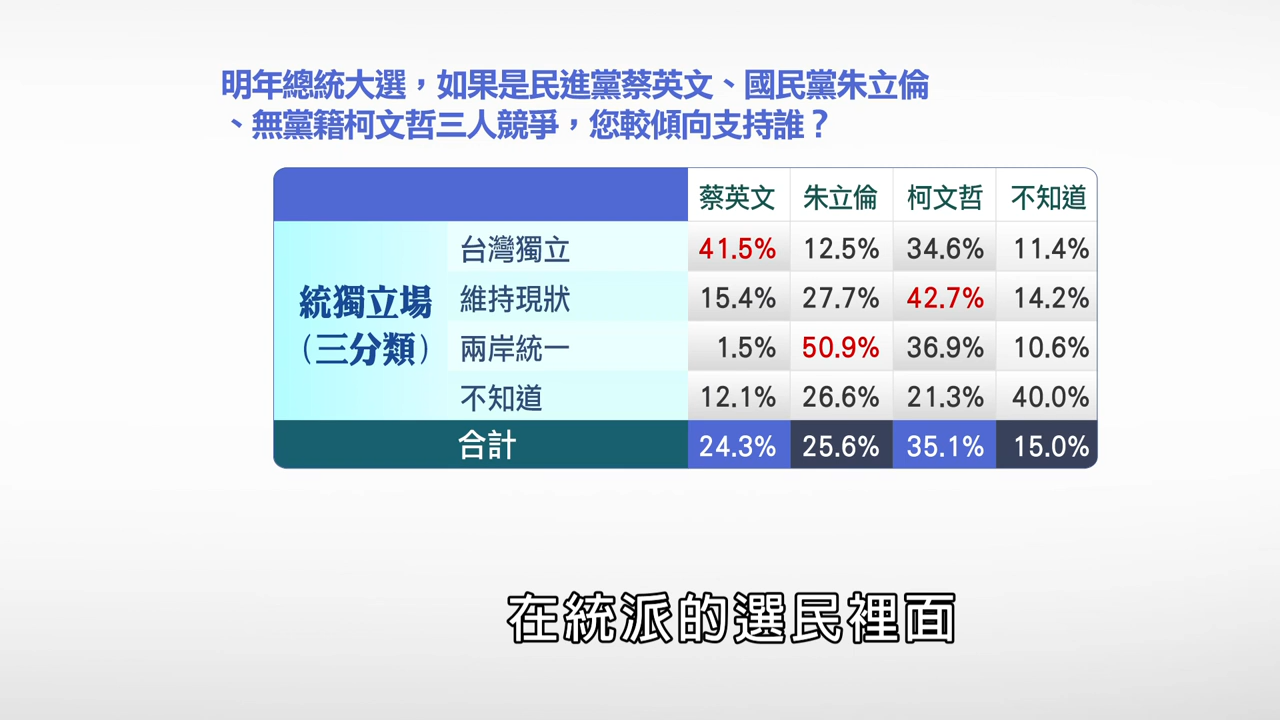 明年總統大選，如果是民進黨蔡英文、國民黨朱立倫
、無黨籍柯文哲三人競爭，您較傾向支持誰？
蔡英文 朱立倫 柯文哲 不知道
統獨立場
（三分類）
台灣獨立 41.5% 12.5% 34.6% 11.4%
維持現狀 15.4% 27.7% 42.7% 14.2%
兩岸統一 1.5% 50.9% 36.9% 10.6%
不知道 12.1% 26.6% 21.3% 40.0%
合計 24.3% 25.6% 35.1% 15.0%
在統派的選民裡面